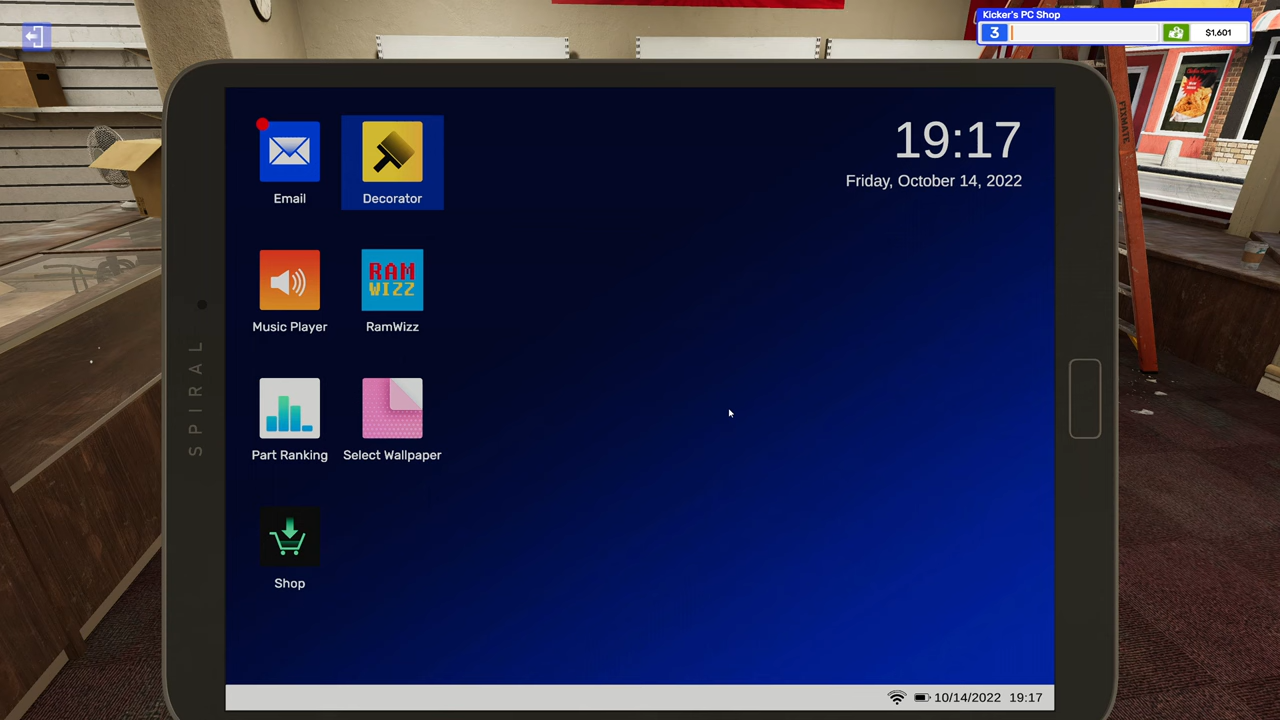 Kicker's PC Shop
3
$1,601
FIXMATE
SPIRAL
19:17
Friday, October 14, 2022
Email
Decorator
Music Player
RAM
WIZZ
RamWizz
Part Ranking
Select Wallpaper
Shop
10/14/2022 19:17